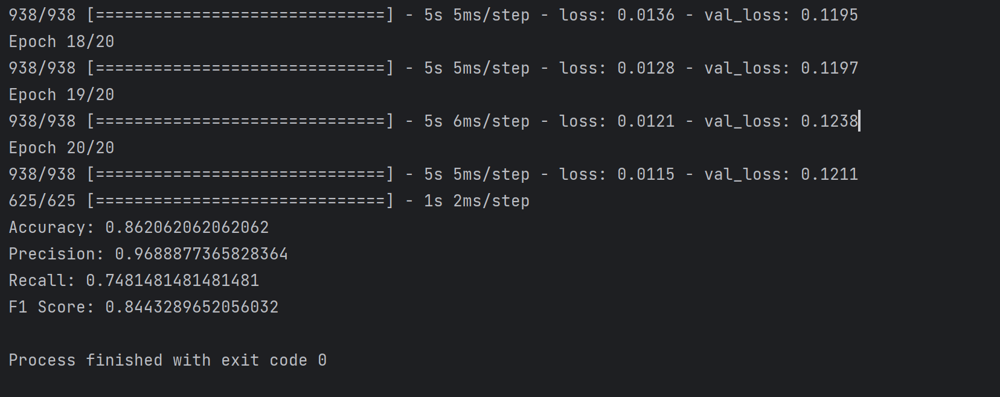 938/938 [==============================] - 5s 5ms/step - loss: 0.0136 - val_loss: 0.1195
Epoch 18/20
938/938 [==============================] - 5s 5ms/step - loss: 0.0128 - val_loss: 0.1197
Epoch 19/20
938/938 [==============================] - 5s 6ms/step - loss: 0.0121 - val_loss: 0.1238
Epoch 20/20
938/938 [==============================] - 5s 5ms/step - loss: 0.0115 - val_loss: 0.1211
625/625 [==============================] - 1s 2ms/step
Accuracy: 0.862062062062062
Precision: 0.9688877365828364
Recall: 0.7481481481481481
F1 Score: 0.8443289652056032
Process finished with exit code 0